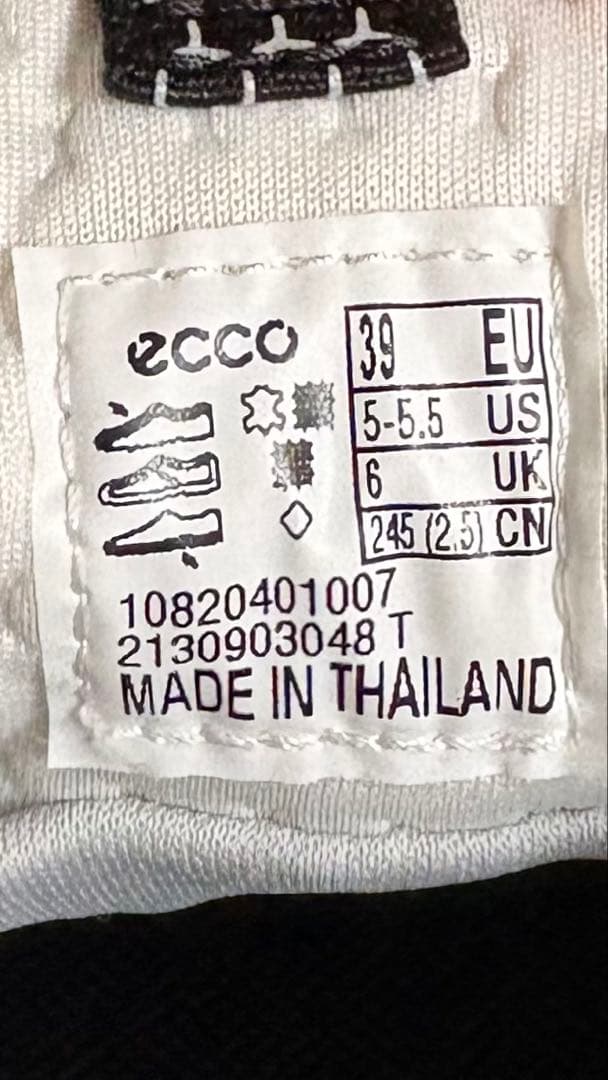 ecco
39 EU
5-5.5 US
6 UK
245 (2.5) CN
10820401007
2130903048 T
MADE IN THAILAND